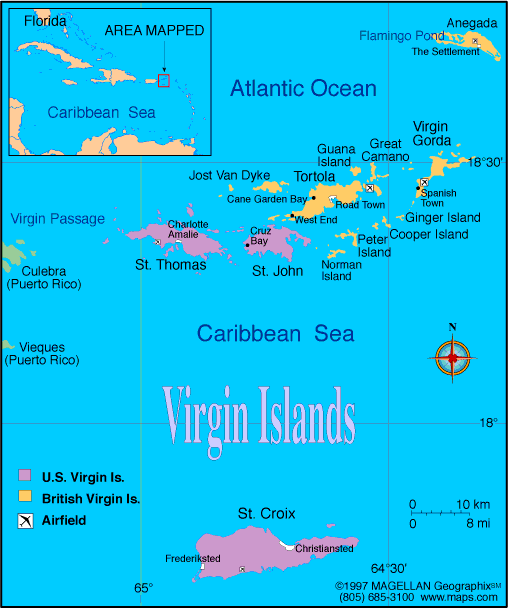 Florida
AREA MAPPED
Caribbean Sea
Anegada
Flamingo Pond
The Settlement
Atlantic Ocean
Virgin
Gorda
Great
Camano
Guana
Island
18°30'
Jost Van Dyke
Tortola
Cane Garden Bay
Road Town
Spanish
Town
West End
Ginger Island
Virgin Passage
Charlotte
Amalie
Cruz
Bay
Cooper Island
Peter
Island
St. Thomas
St. John
Norman
Island
Culebra
(Puerto Rico)
Caribbean Sea
N
Vieques
(Puerto Rico)
Virgin Islands
18°
U.S. Virgin Is.
British Virgin Is.
Airfield
0 10 km
0 8 mi
St. Croix
Christiansted
Frederiksted
65°
64°30'
©1997 MAGELLAN Geographix℠
(805) 685-3100 www.maps.com